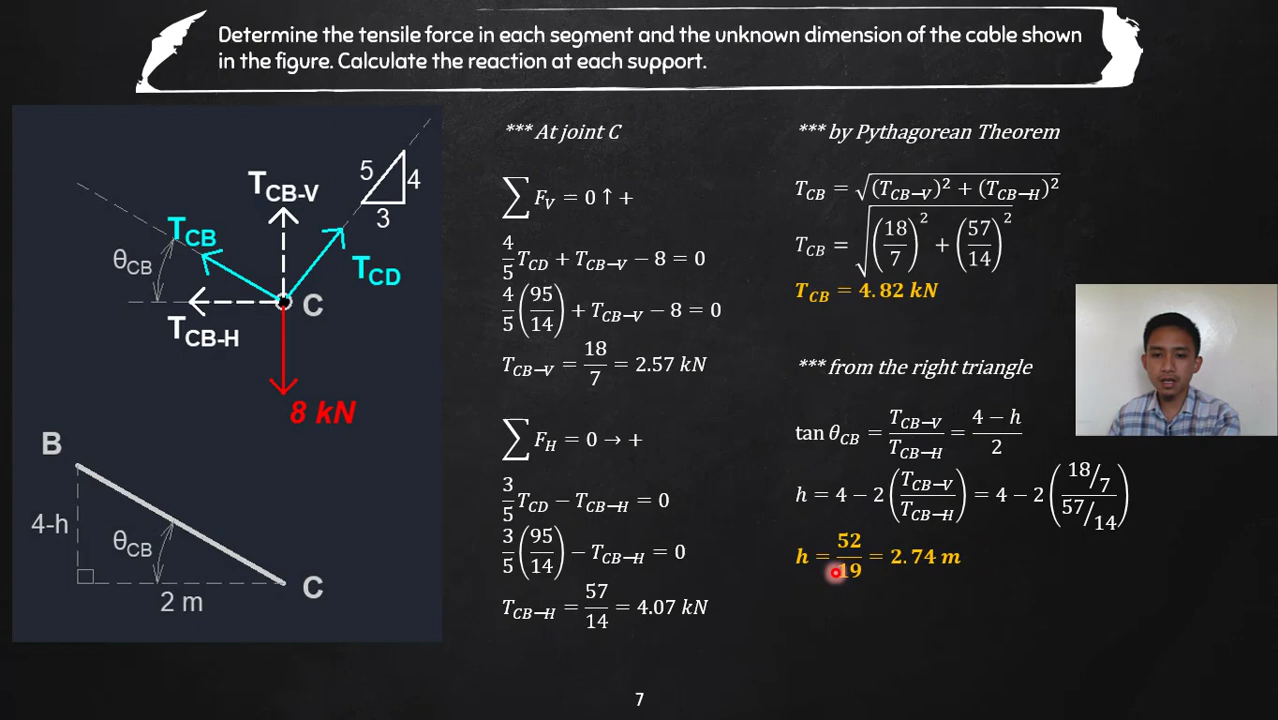 Determine the tensile force in each segment and the unknown dimension of the cable shown
in the figure. Calculate the reaction at each support.
5
4
3
T_CB-V
T_CB
θ_CB
T_CD
C
T_CB-H
8 kN
B
4-h
θ_CB
C
2 m
*** At joint C
∑ F_V = 0 ↑ +
4/5 T_CD + T_CB−V − 8 = 0
4/5 (95/14) + T_CB−V − 8 = 0
T_CB−V = 18/7 = 2.57 kN
∑ F_H = 0 → +
3/5 T_CD − T_CB−H = 0
3/5 (95/14) − T_CB−H = 0
T_CB−H = 57/14 = 4.07 kN
*** by Pythagorean Theorem
T_CB = √((T_CB−V)² + (T_CB−H)²)
T_CB = √((18/7)² + (57/14)²)
T_CB = 4.82 kN
*** from the right triangle
tan θ_CB = T_CB−V/T_CB−H = (4 − h)/2
h = 4 − 2 (T_CB−V/T_CB−H) = 4 − 2 ((18/7)/(57/14))
h = 52/19 = 2.74 m
7